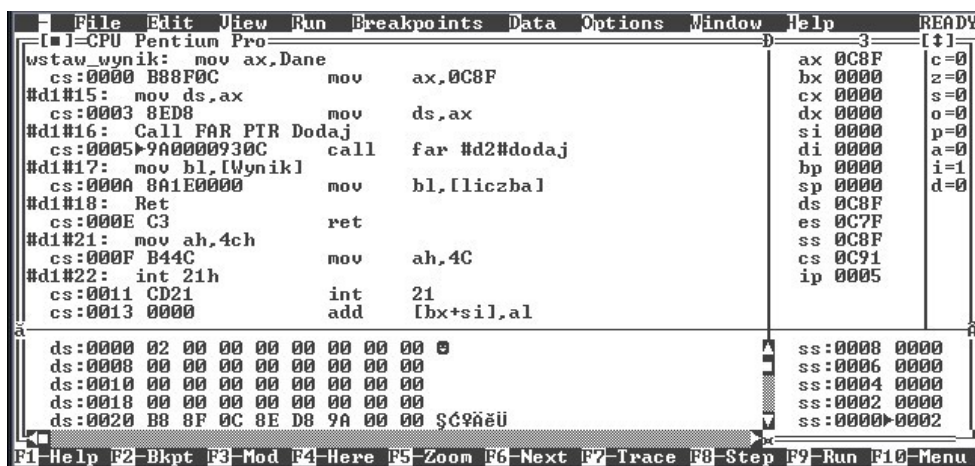 File Edit View Run Breakpoints Data Options Window Help READY
[■]=CPU Pentium Pro 3 [↕]
wstaw_wynik: mov ax,Dane ax 0C8F c=0
cs:0000 B88F0C mov ax,0C8F bx 0000 z=0
#d1#15: mov ds,ax cx 0000 s=0
cs:0003 8ED8 mov ds,ax dx 0000 o=0
#d1#16: Call FAR PTR Dodaj si 0000 p=0
cs:0005►9A0000930C call far #d2#dodaj di 0000 a=0
#d1#17: mov bl,[Wynik] bp 0000 i=1
cs:000A 8A1E0000 mov bl,[liczba] sp 0000 d=0
#d1#18: Ret ds 0C8F
cs:000E C3 ret es 0C7F
#d1#21: mov ah,4ch ss 0C8F
cs:000F B44C mov ah,4C cs 0C91
#d1#22: int 21h ip 0005
cs:0011 CD21 int 21
cs:0013 0000 add [bx+si],al
ds:0000 02 00 00 00 00 00 00 00 ☻ ss:0008 0000
ds:0008 00 00 00 00 00 00 00 00 ss:0006 0000
ds:0010 00 00 00 00 00 00 00 00 ss:0004 0000
ds:0018 00 00 00 00 00 00 00 00 ss:0002 0000
ds:0020 B8 8F 0C 8E D8 9A 00 00 ss:0000►0002
F1-Help F2-Bkpt F3-Mod F4-Here F5-Zoom F6-Next F7-Trace F8-Step F9-Run F10-Menu